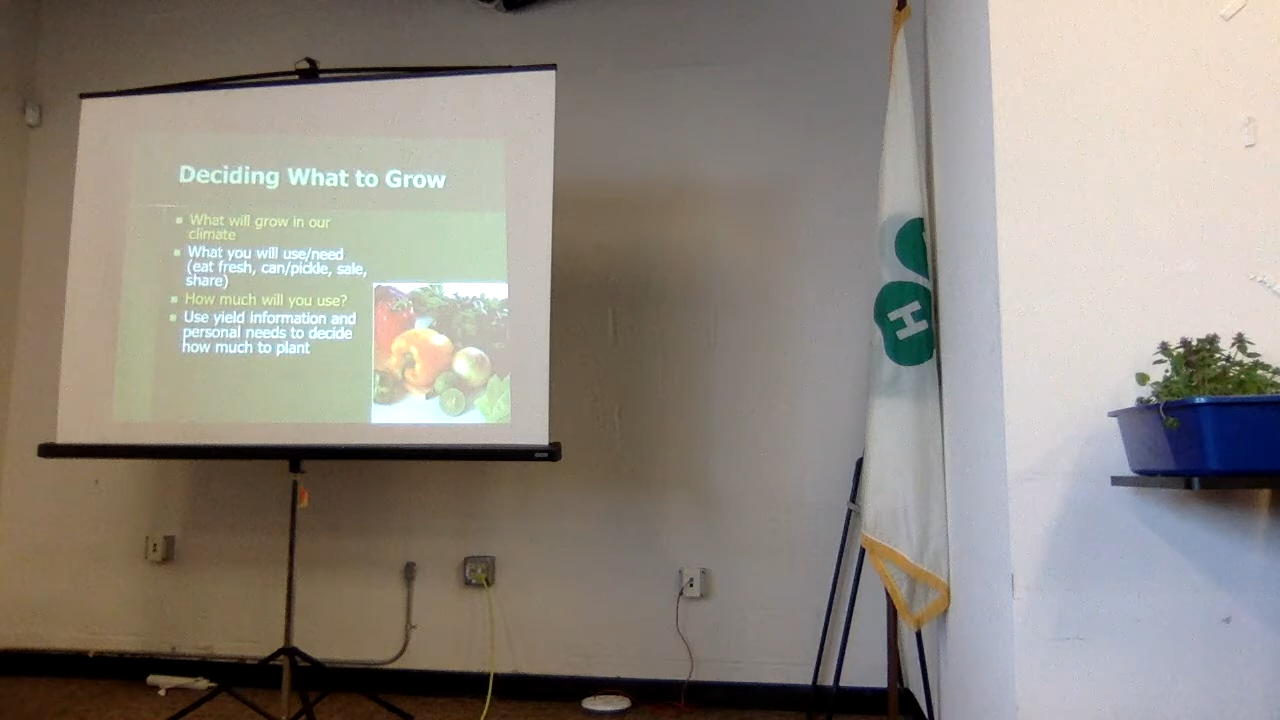 Deciding What to Grow
What will grow in our
climate
What you will use/need
(eat fresh, can/pickle, sale,
share)
How much will you use?
Use yield information and
personal needs to decide
how much to plant
H